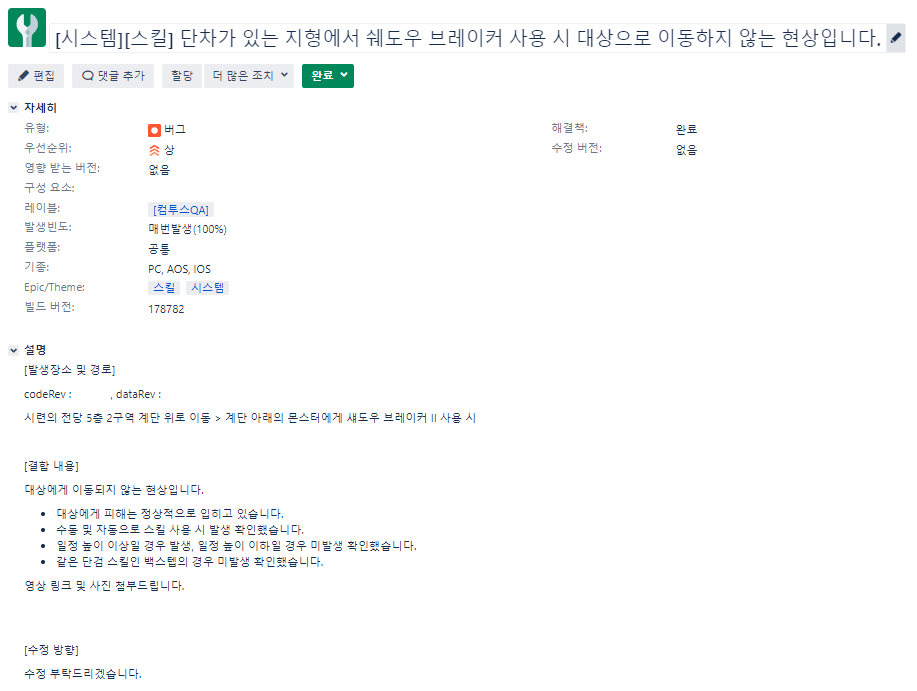 [시스템][스킬] 단차가 있는 지형에서 쉐도우 브레이커 사용 시 대상으로 이동하지 않는 현상입니다.
편집 댓글 추가 할당 더 많은 조치 완료
자세히
유형: 버그 해결책: 완료
우선순위: 상 수정 버전: 없음
영향 받는 버전: 없음
구성 요소:
레이블: [컴투스QA]
발생빈도: 매번발생(100%)
플랫폼: 공통
기종: PC, AOS, IOS
Epic/Theme: 스킬 시스템
빌드 버전: 178782
설명
[발생장소 및 경로]
codeRev : , dataRev :
시련의 전당 5층 2구역 계단 위로 이동 > 계단 아래의 몬스터에게 섀도우 브레이커 II 사용 시
[결함 내용]
대상에게 이동되지 않는 현상입니다.
• 대상에게 피해는 정상적으로 입히고 있습니다.
• 수동 및 자동으로 스킬 사용 시 발생 확인했습니다.
• 일정 높이 이상일 경우 발생, 일정 높이 이하일 경우 미발생 확인했습니다.
• 같은 단검 스킬인 백스텝의 경우 미발생 확인했습니다.
영상 링크 및 사진 첨부드립니다.
[수정 방향]
수정 부탁드리겠습니다.